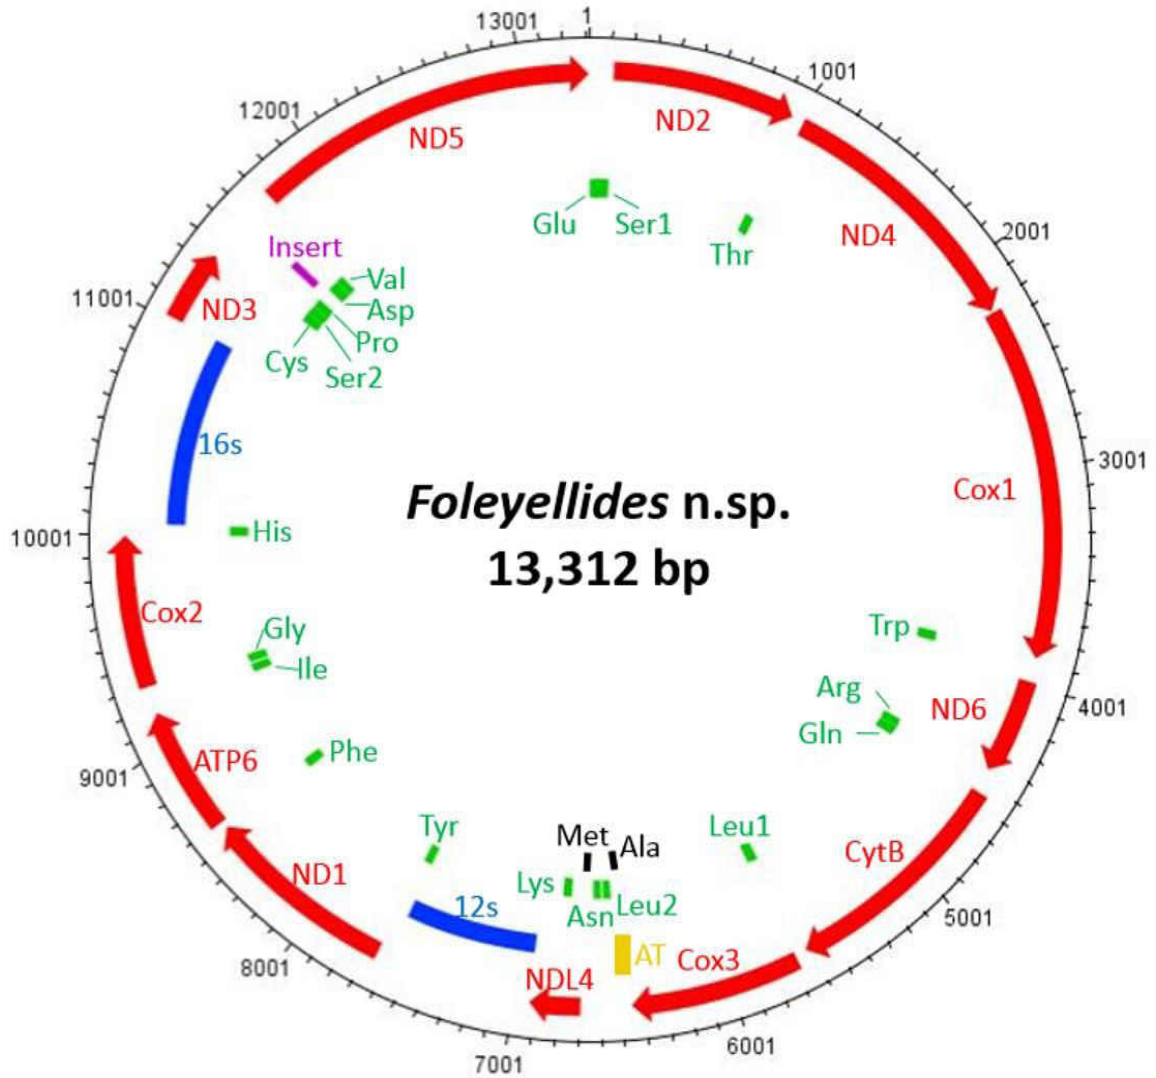 1
13001
1001
12001
ND2
ND5
Glu
Ser1
Thr
ND4
2001
Insert
Val
Asp
Pro
Cys
Ser2
11001
ND3
16s
3001
Cox1
Foleyellides n.sp.
13,312 bp
10001
His
Cox2
Gly
Ile
Trp
Arg
Gln
ND6
4001
ATP6
Phe
9001
Tyr
Met
Ala
Leu1
CytB
ND1
Lys
12s
Asn
Leu2
5001
AT
Cox3
8001
NDL4
6001
7001